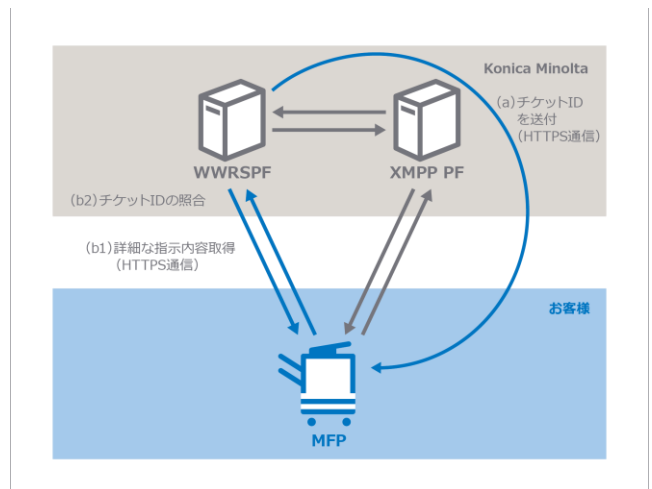 Konica Minolta
(a)チケットID
を送付
(HTTPS通信)
WWRSPF
XMPP PF
(b2)チケットIDの照合
(b1)詳細な指示内容取得
(HTTPS通信)
お客様
MFP